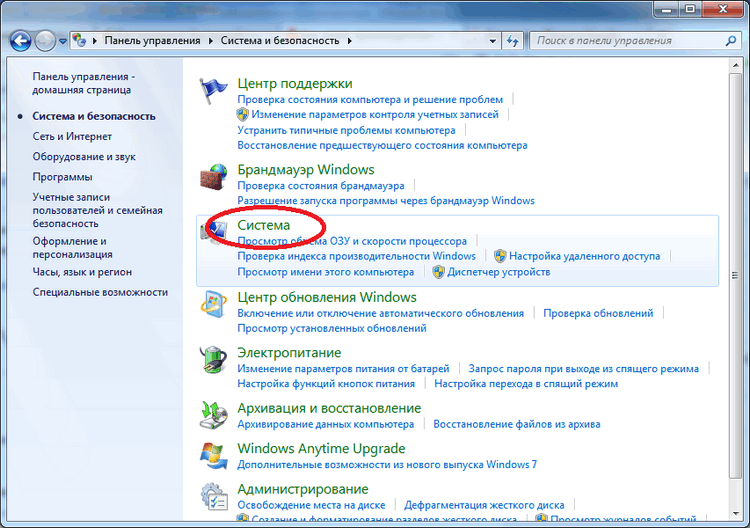 Панель управления Система и безопасность Поиск в панели управления
Панель управления -
домашняя страница
Система и безопасность
Сеть и Интернет
Оборудование и звук
Программы
Учетные записи
пользователей и семейная
безопасность
Оформление и
персонализация
Часы, язык и регион
Специальные возможности
Центр поддержки
Проверка состояния компьютера и решение проблем
Изменение параметров контроля учетных записей
Устранить типичные проблемы компьютера
Восстановление предшествующего состояния компьютера
Брандмауэр Windows
Проверка состояния брандмауэра
Разрешение запуска программы через брандмауэр Windows
Система
Просмотр объема ОЗУ и скорости процессора
Проверка индекса производительности Windows Настройка удаленного доступа
Просмотр имени этого компьютера Диспетчер устройств
Центр обновления Windows
Включение или отключение автоматического обновления Проверка обновлений
Просмотр установленных обновлений
Электропитание
Изменение параметров питания от батарей Запрос пароля при выходе из спящего режима
Настройка функций кнопок питания Настройка перехода в спящий режим
Архивация и восстановление
Архивирование данных компьютера Восстановление файлов из архива
Windows Anytime Upgrade
Дополнительные возможности из нового выпуска Windows 7
Администрирование
Освобождение места на диске Дефрагментация жесткого диска
Создание и форматирование разделов жесткого диска Просмотр журналов событий